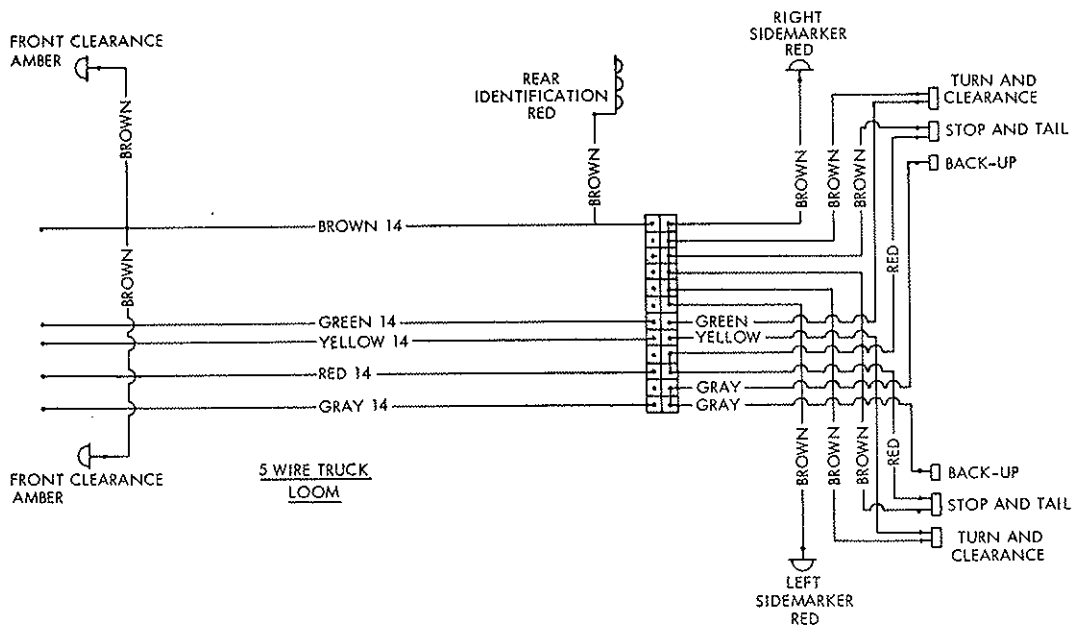 FRONT CLEARANCE
AMBER
BROWN
REAR
IDENTIFICATION
RED
BROWN
RIGHT
SIDEMARKER
RED
BROWN
BROWN
BROWN
TURN AND
CLEARANCE
STOP AND TAIL
BACK-UP
RED
BROWN 14
BROWN
GREEN 14
YELLOW 14
RED 14
GRAY 14
GREEN
YELLOW
GRAY
GRAY
FRONT CLEARANCE
AMBER
5 WIRE TRUCK
LOOM
BROWN
BROWN
BROWN
RED
BACK-UP
STOP AND TAIL
TURN AND
CLEARANCE
LEFT
SIDEMARKER
RED